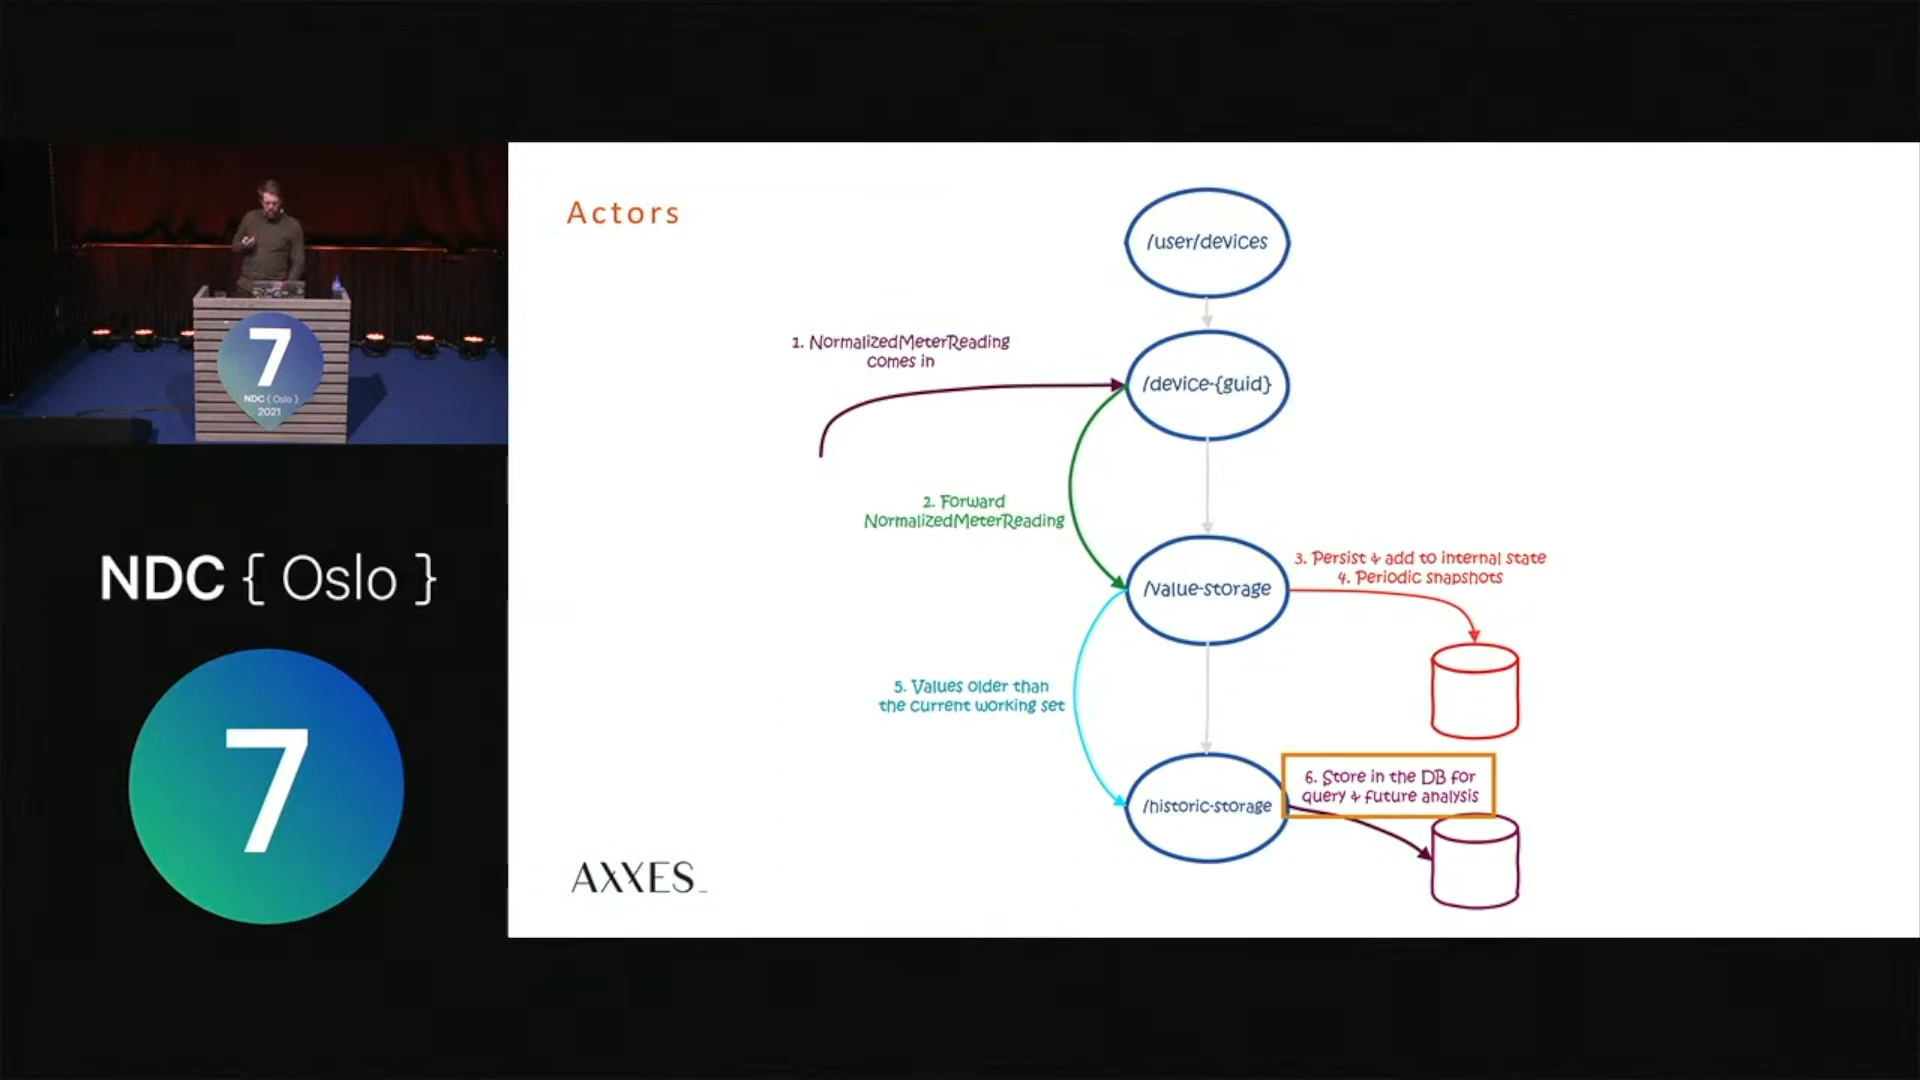 Actors
/user/devices
1. NormalizedMeterReading
comes in
/device-{guid}
2. Forward
NormalizedMeterReading
/value-storage
3. Persist & add to internal state
4. Periodic snapshots
5. Values older than
the current working set
/historic-storage
6. Store in the DB for
query & future analysis
AXXES_
7
NDC { Oslo }
2021
NDC { Oslo }
7